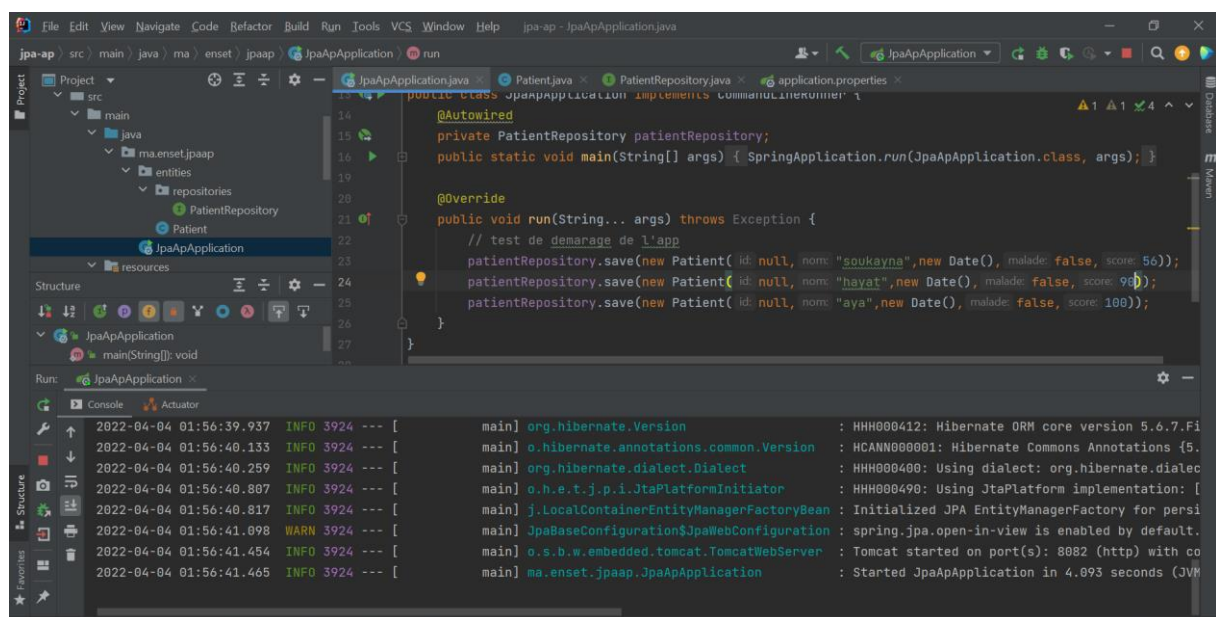 File Edit View Navigate Code Refactor Build Run Tools VCS Window Help jpa-ap - JpaApApplication.java
jpa-ap src main java ma enset jpaap JpaApApplication run
JpaApApplication
Project
JpaApApplication.java Patient.java PatientRepository.java application.properties
src
main
java
ma.enset.jpaap
entities
repositories
PatientRepository
Patient
JpaApApplication
resources
13 public class JpaApApplication implements CommandLineRunner {
1 1 4
14 @Autowired
15 private PatientRepository patientRepository;
16 public static void main(String[] args) { SpringApplication.run(JpaApApplication.class, args); }
19
20 @Override
21 public void run(String... args) throws Exception {
22 // test de demarage de l'app
23 patientRepository.save(new Patient( id: null, nom: "soukayna",new Date(), malade: false, score: 56));
24 patientRepository.save(new Patient( id: null, nom: "hayat",new Date(), malade: false, score: 90));
25 patientRepository.save(new Patient( id: null, nom: "aya",new Date(), malade: false, score: 100));
26 }
27 }
Structure
JpaApApplication
main(String[]): void
Run: JpaApApplication
Console Actuator
2022-04-04 01:56:39.937 INFO 3924 --- [ main] org.hibernate.Version : HHH000412: Hibernate ORM core version 5.6.7.Fi
2022-04-04 01:56:40.133 INFO 3924 --- [ main] o.hibernate.annotations.common.Version : HCANN000001: Hibernate Commons Annotations {5.
2022-04-04 01:56:40.259 INFO 3924 --- [ main] org.hibernate.dialect.Dialect : HHH000400: Using dialect: org.hibernate.dialec
2022-04-04 01:56:40.807 INFO 3924 --- [ main] o.h.e.t.j.p.i.JtaPlatformInitiator : HHH000490: Using JtaPlatform implementation: [
2022-04-04 01:56:40.817 INFO 3924 --- [ main] j.LocalContainerEntityManagerFactoryBean : Initialized JPA EntityManagerFactory for persi
2022-04-04 01:56:41.098 WARN 3924 --- [ main] JpaBaseConfiguration$JpaWebConfiguration : spring.jpa.open-in-view is enabled by default.
2022-04-04 01:56:41.454 INFO 3924 --- [ main] o.s.b.w.embedded.tomcat.TomcatWebServer : Tomcat started on port(s): 8082 (http) with co
2022-04-04 01:56:41.465 INFO 3924 --- [ main] ma.enset.jpaap.JpaApApplication : Started JpaApApplication in 4.093 seconds (JVM
Project
Structure
Favorites
Database
Maven